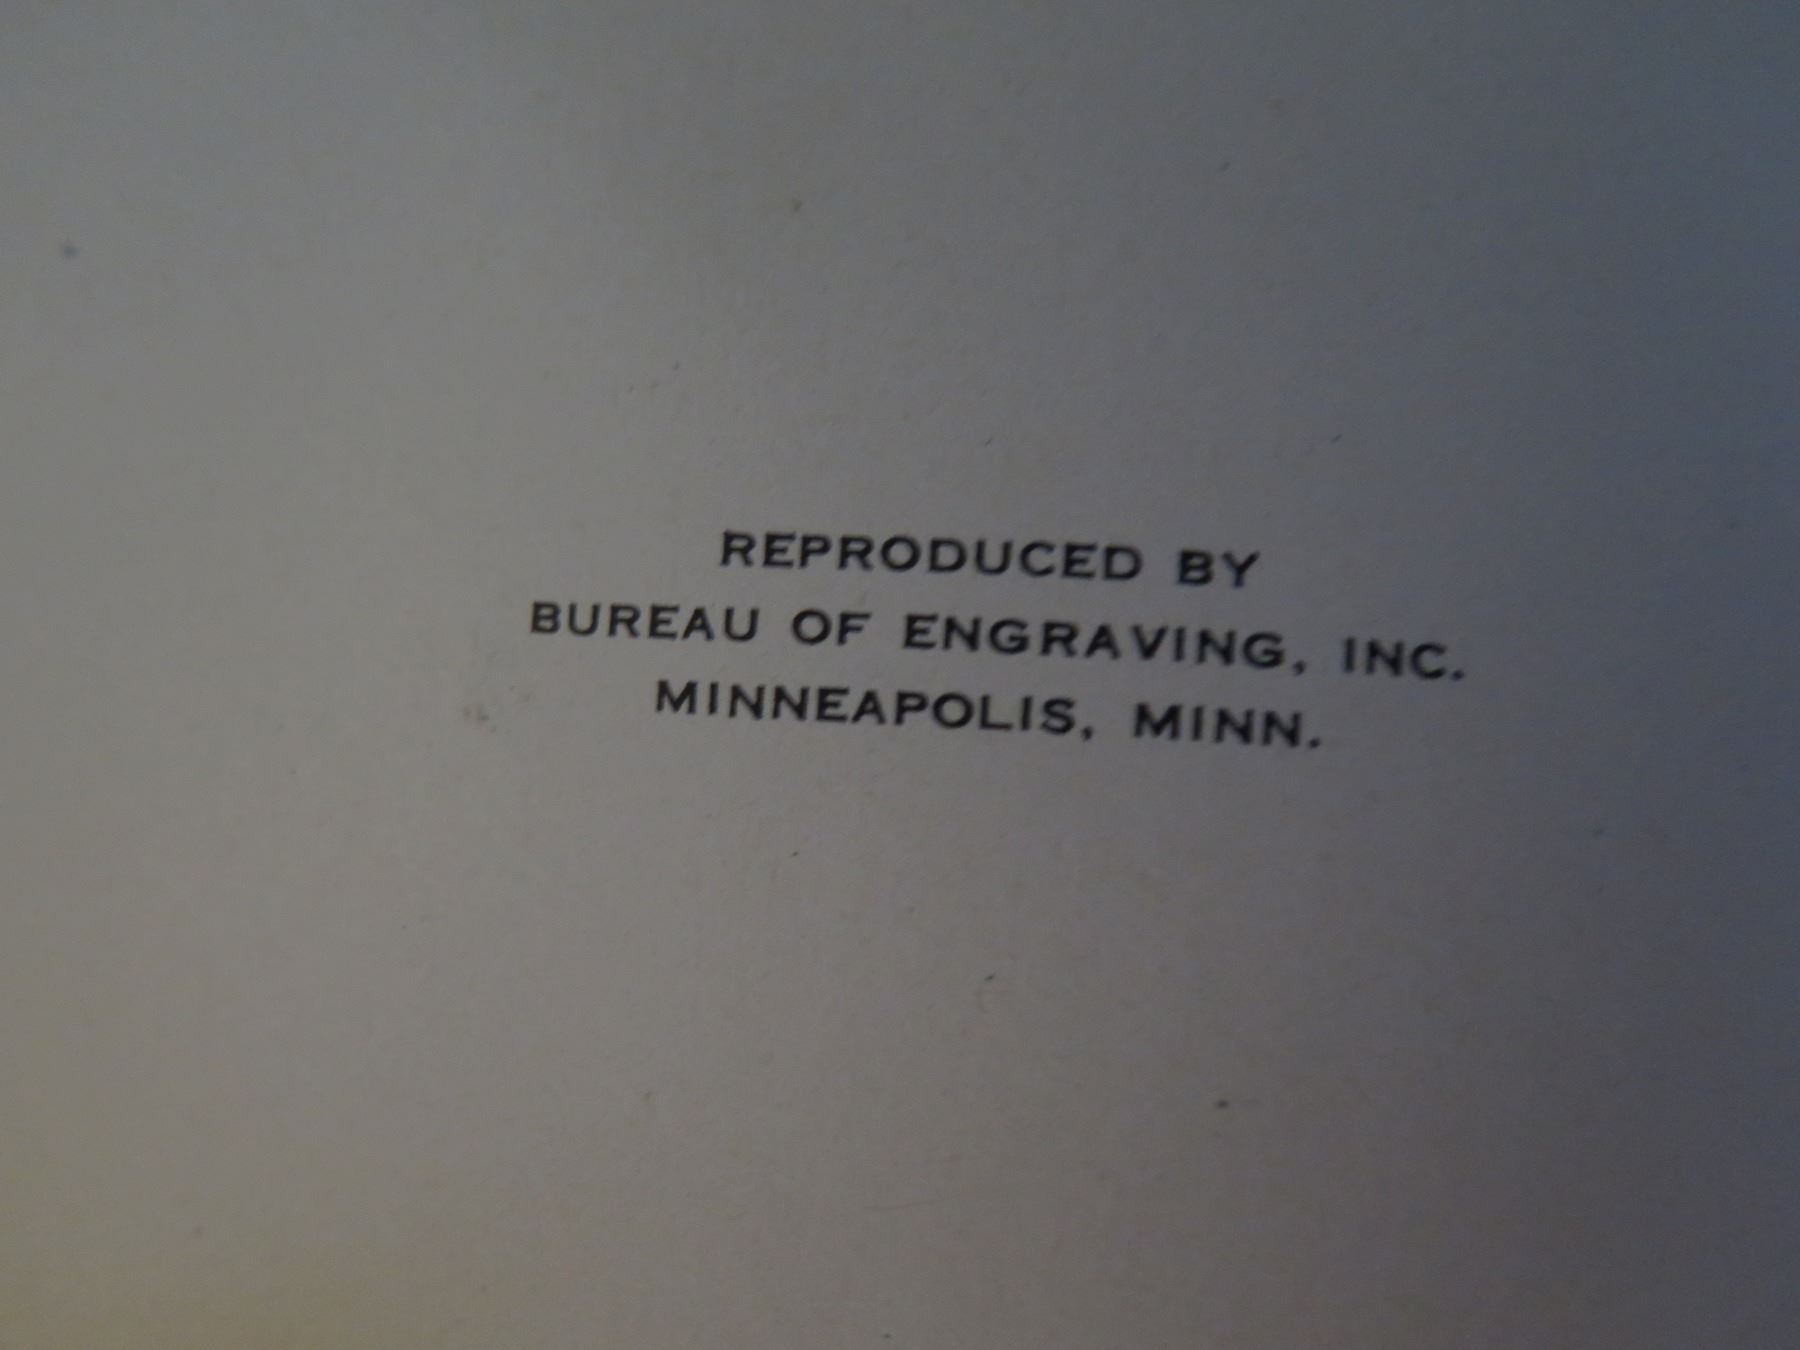 REPRODUCED BY
BUREAU OF ENGRAVING, INC.
MINNEAPOLIS, MINN.